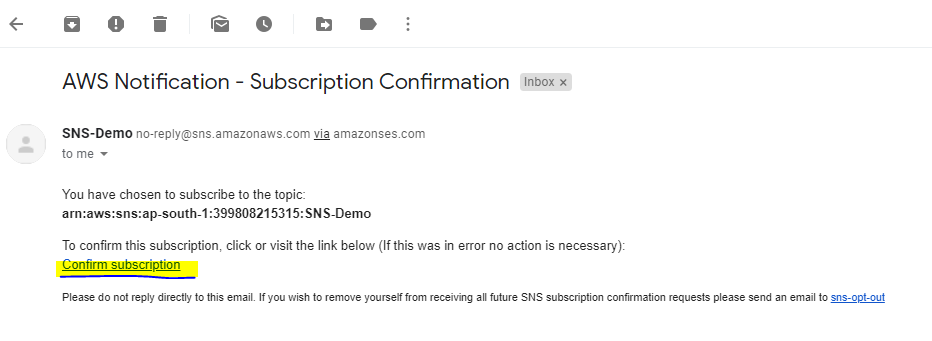 AWS Notification - Subscription Confirmation Inbox x
SNS-Demo no-reply@sns.amazonaws.com via amazonses.com
to me
You have chosen to subscribe to the topic:
arn:aws:sns:ap-south-1:399808215315:SNS-Demo
To confirm this subscription, click or visit the link below (If this was in error no action is necessary):
Confirm subscription
Please do not reply directly to this email. If you wish to remove yourself from receiving all future SNS subscription confirmation requests please send an email to sns-opt-out